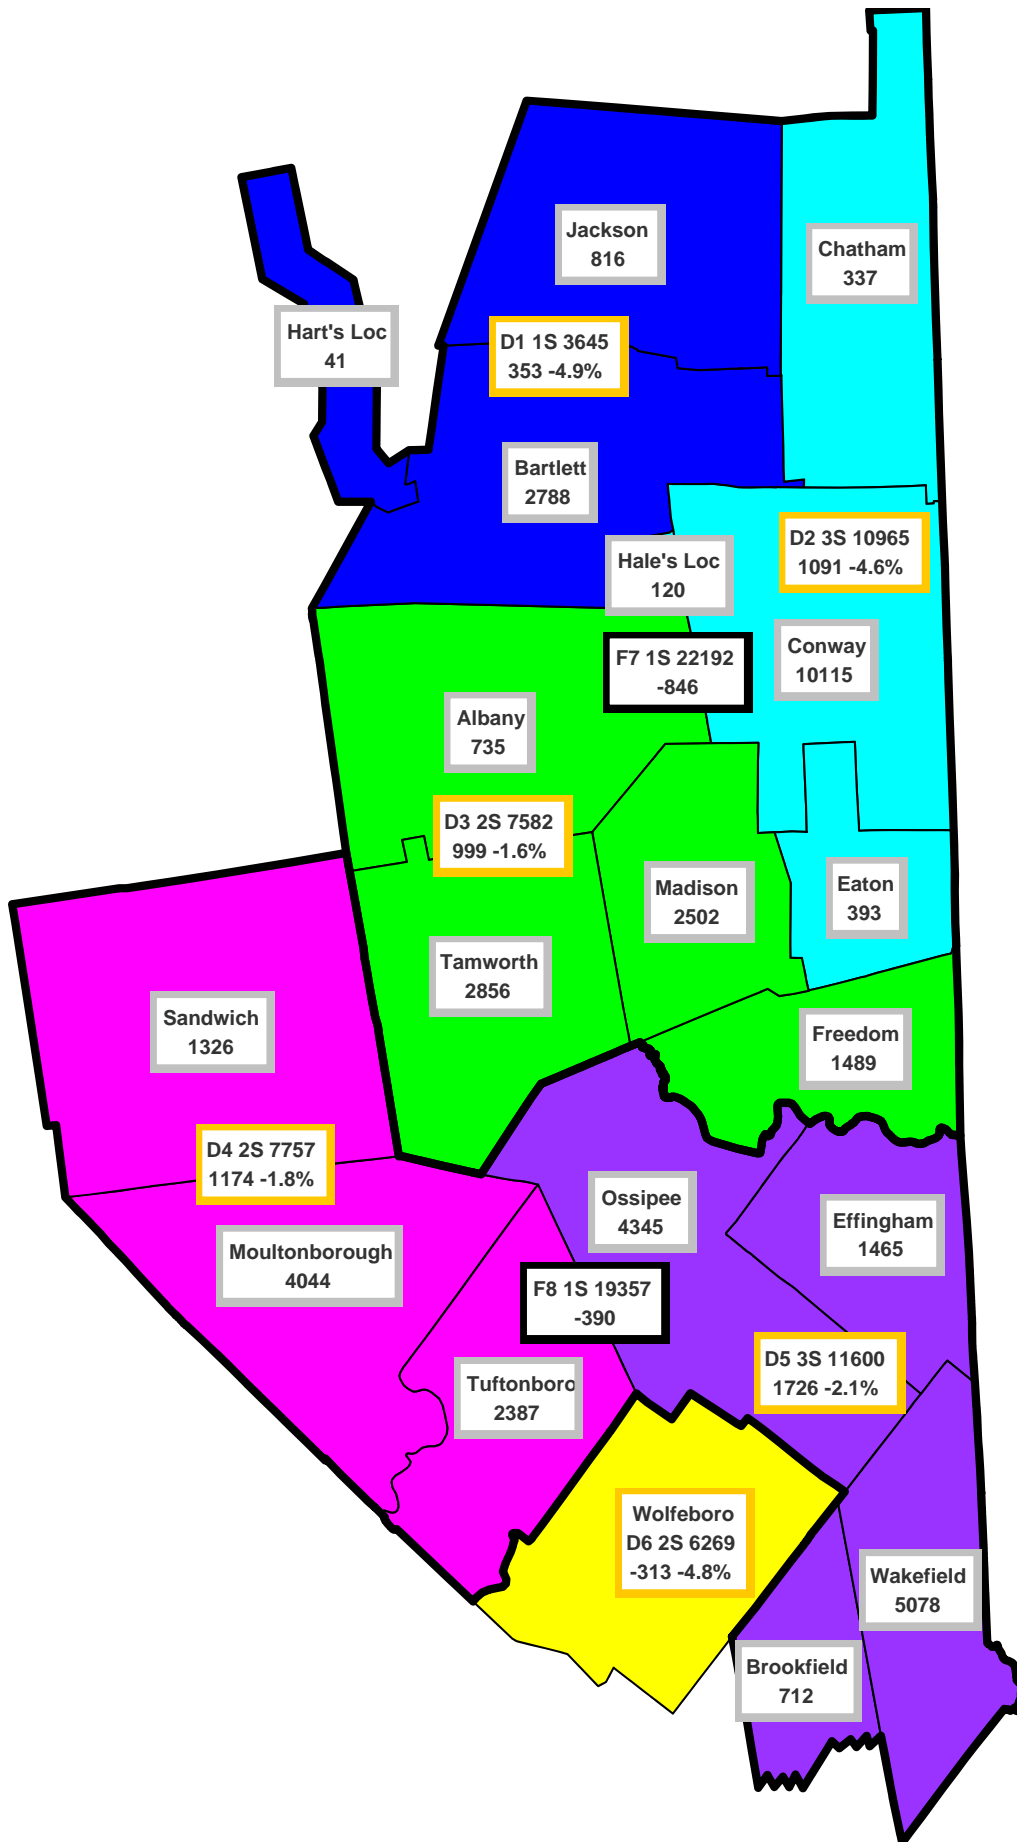 Jackson
816
Chatham
337
Hart's Loc
41
D1 1S 3645
353 -4.9%
Bartlett
2788
D2 3S 10965
1091 -4.6%
Hale's Loc
120
Conway
10115
F7 1S 22192
-846
Albany
735
D3 2S 7582
999 -1.6%
Madison
2502
Eaton
393
Tamworth
2856
Sandwich
1326
Freedom
1489
D4 2S 7757
1174 -1.8%
Ossipee
4345
Effingham
1465
Moultonborough
4044
F8 1S 19357
-390
D5 3S 11600
1726 -2.1%
Tuftonboro
2387
Wolfeboro
D6 2S 6269
-313 -4.8%
Wakefield
5078
Brookfield
712